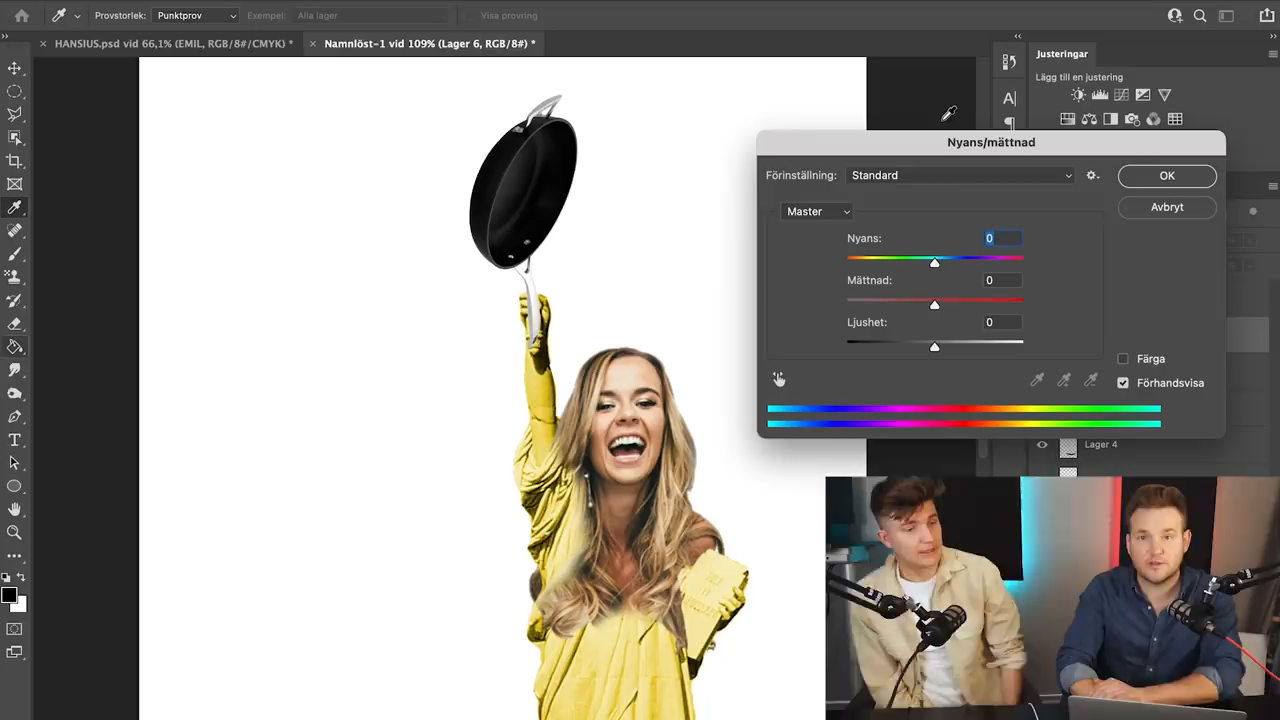 Provstorlek: Punktprov Exempel: Alla lager Visa provring
× HANSIUS.psd vid 66,1% (EMIL, RGB/8#/CMYK) * × Namnlöst-1 vid 109% (Lager 6, RGB/8#) *
Justeringar
Lägg till en justering
Nyans/mättnad
Förinställning: Standard
OK
Master
Avbryt
Nyans: 0
Mättnad: 0
Ljushet: 0
Färga
Förhandsvisa
Lager 4